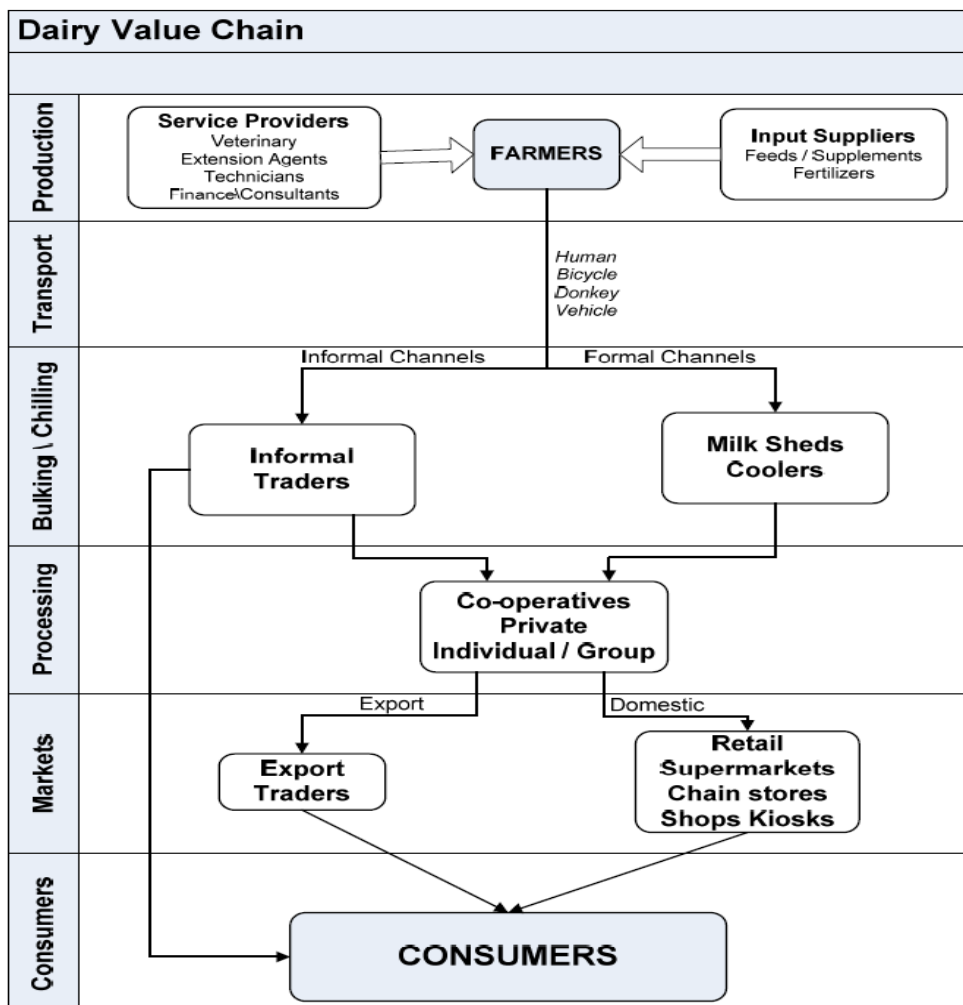 Dairy Value Chain
Production
Service Providers
Veterinary
Extension Agents
Technicians
Finance\Consultants
FARMERS
Input Suppliers
Feeds / Supplements
Fertilizers
Transport
Human
Bicycle
Donkey
Vehicle
Bulking \ Chilling
Informal Channels
Formal Channels
Informal
Traders
Milk Sheds
Coolers
Processing
Co-operatives
Private
Individual / Group
Markets
Export
Domestic
Export
Traders
Retail
Supermarkets
Chain stores
Shops Kiosks
Consumers
CONSUMERS